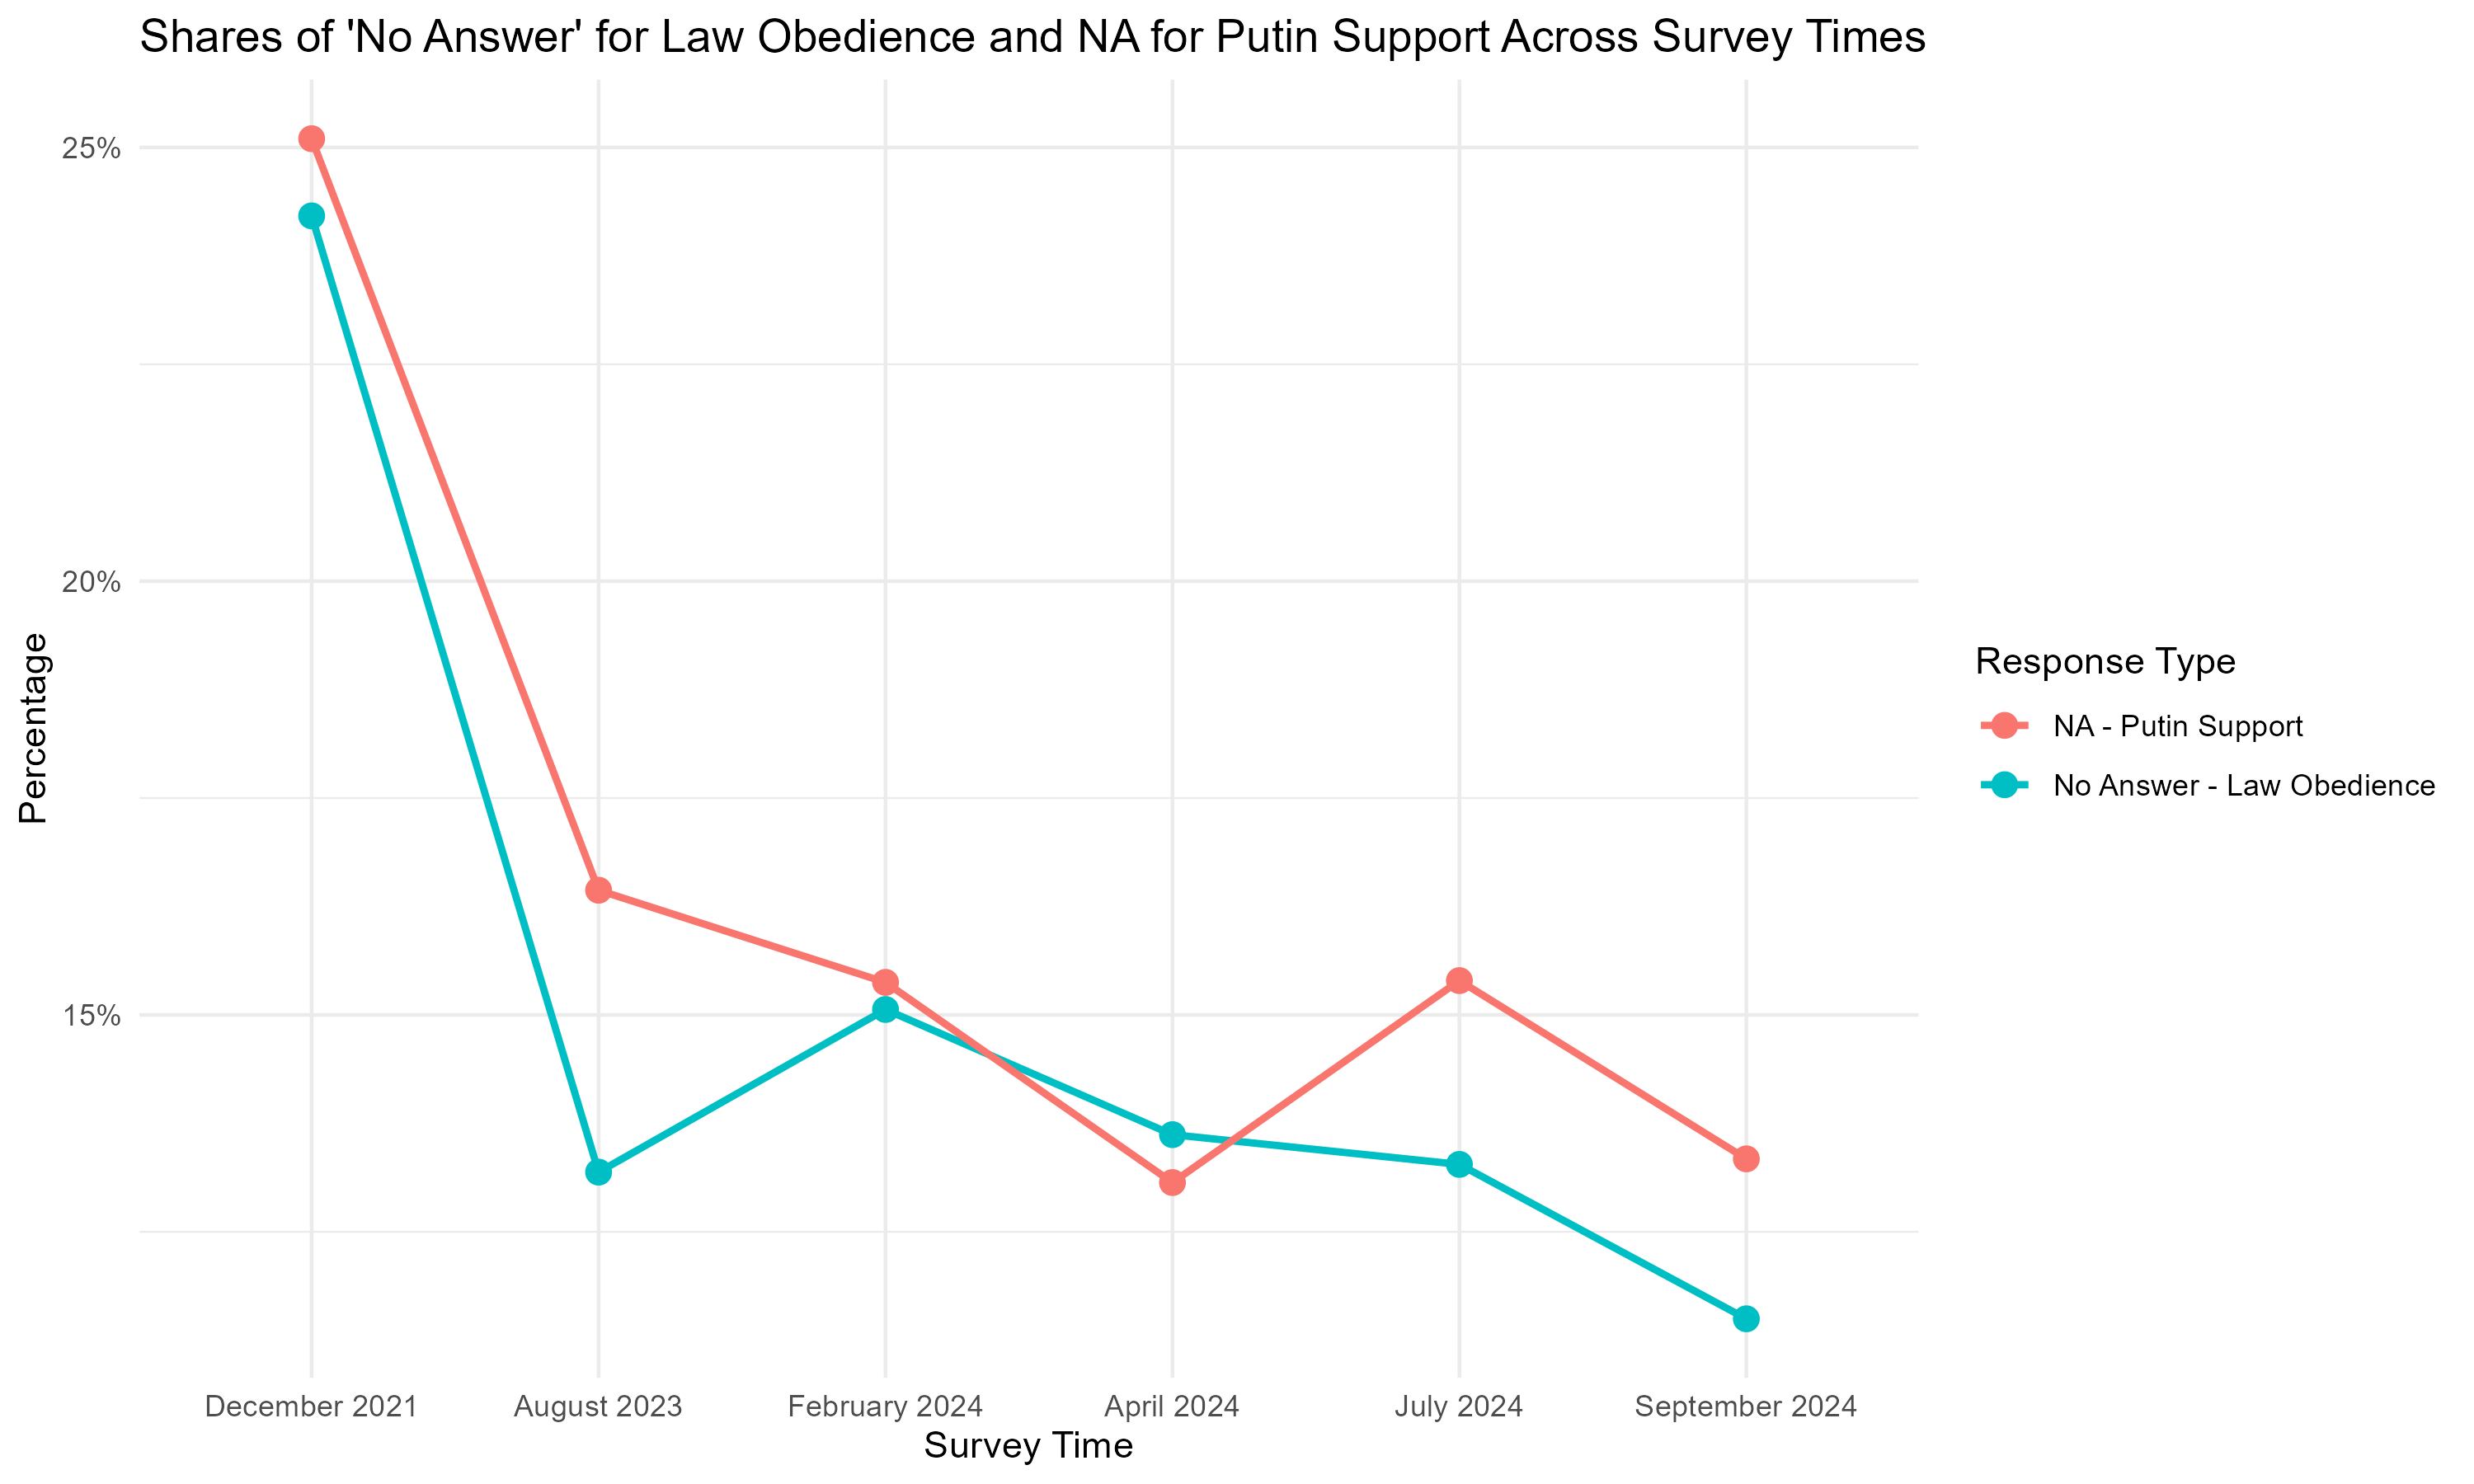 Shares of 'No Answer' for Law Obedience and NA for Putin Support Across Survey Times
25%
20%
15%
Percentage
December 2021
August 2023
February 2024
April 2024
July 2024
September 2024
Survey Time
Response Type
NA - Putin Support
No Answer - Law Obedience